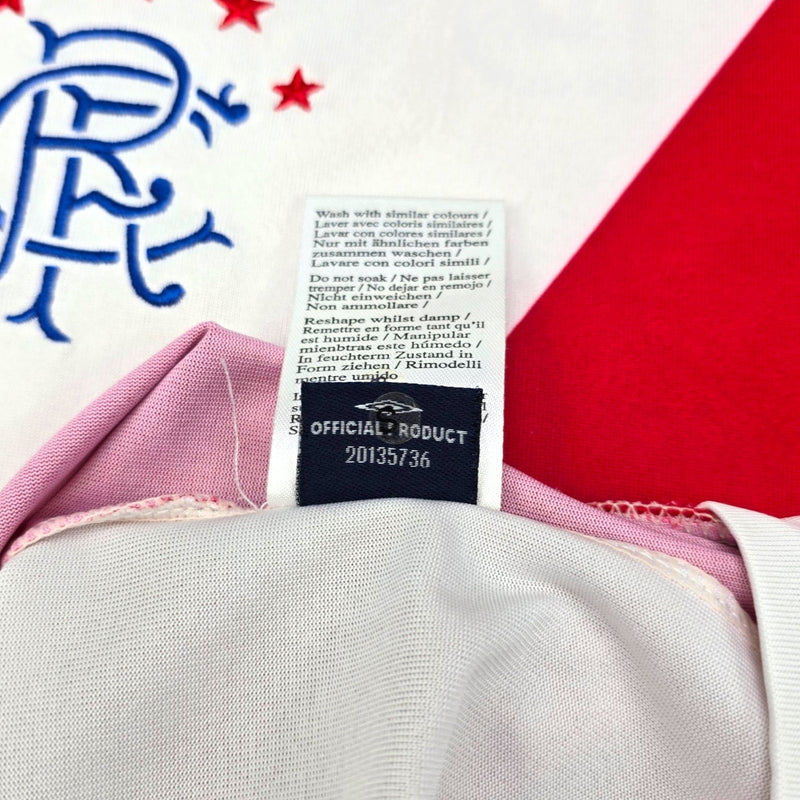 Wash with similar colours /
Laver avec coloris similaires /
Lavar con colores similares /
Nur mit ähnlichen farben
zusammen waschen /
Lavare con colori simili /
Do not soak / Ne pas laisser
tremper / No dejar en remojo /
Nicht einweichen /
Non ammollare /
Reshape whilst damp /
Remettre en forme tant qu'il
est humide / Manipular
mienbtras este húmedo /
In feuchterm Zustand in
Form ziehen / Rimodelli
mentre umido
OFFICIAL PRODUCT
20135736